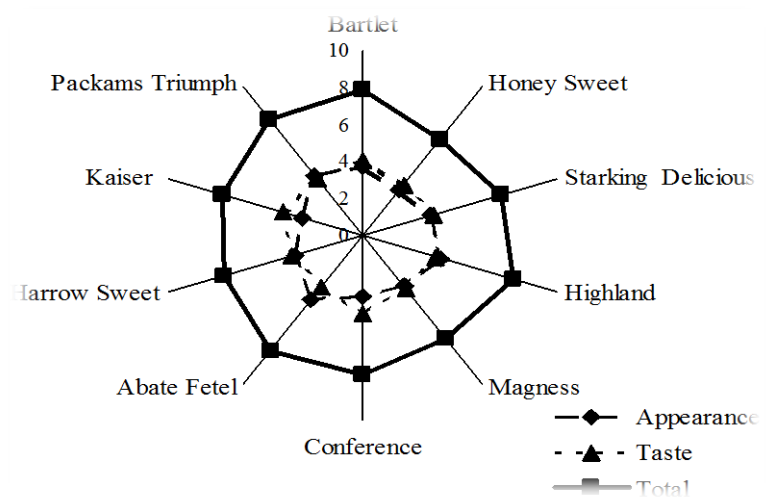 Bartlet
10
Packams Triumph
8
Honey Sweet
6
Kaiser
4
Starking Delicious
2
0
Harrow Sweet
Highland
Abate Fetel
Magness
Conference
Appearance
Taste
Total